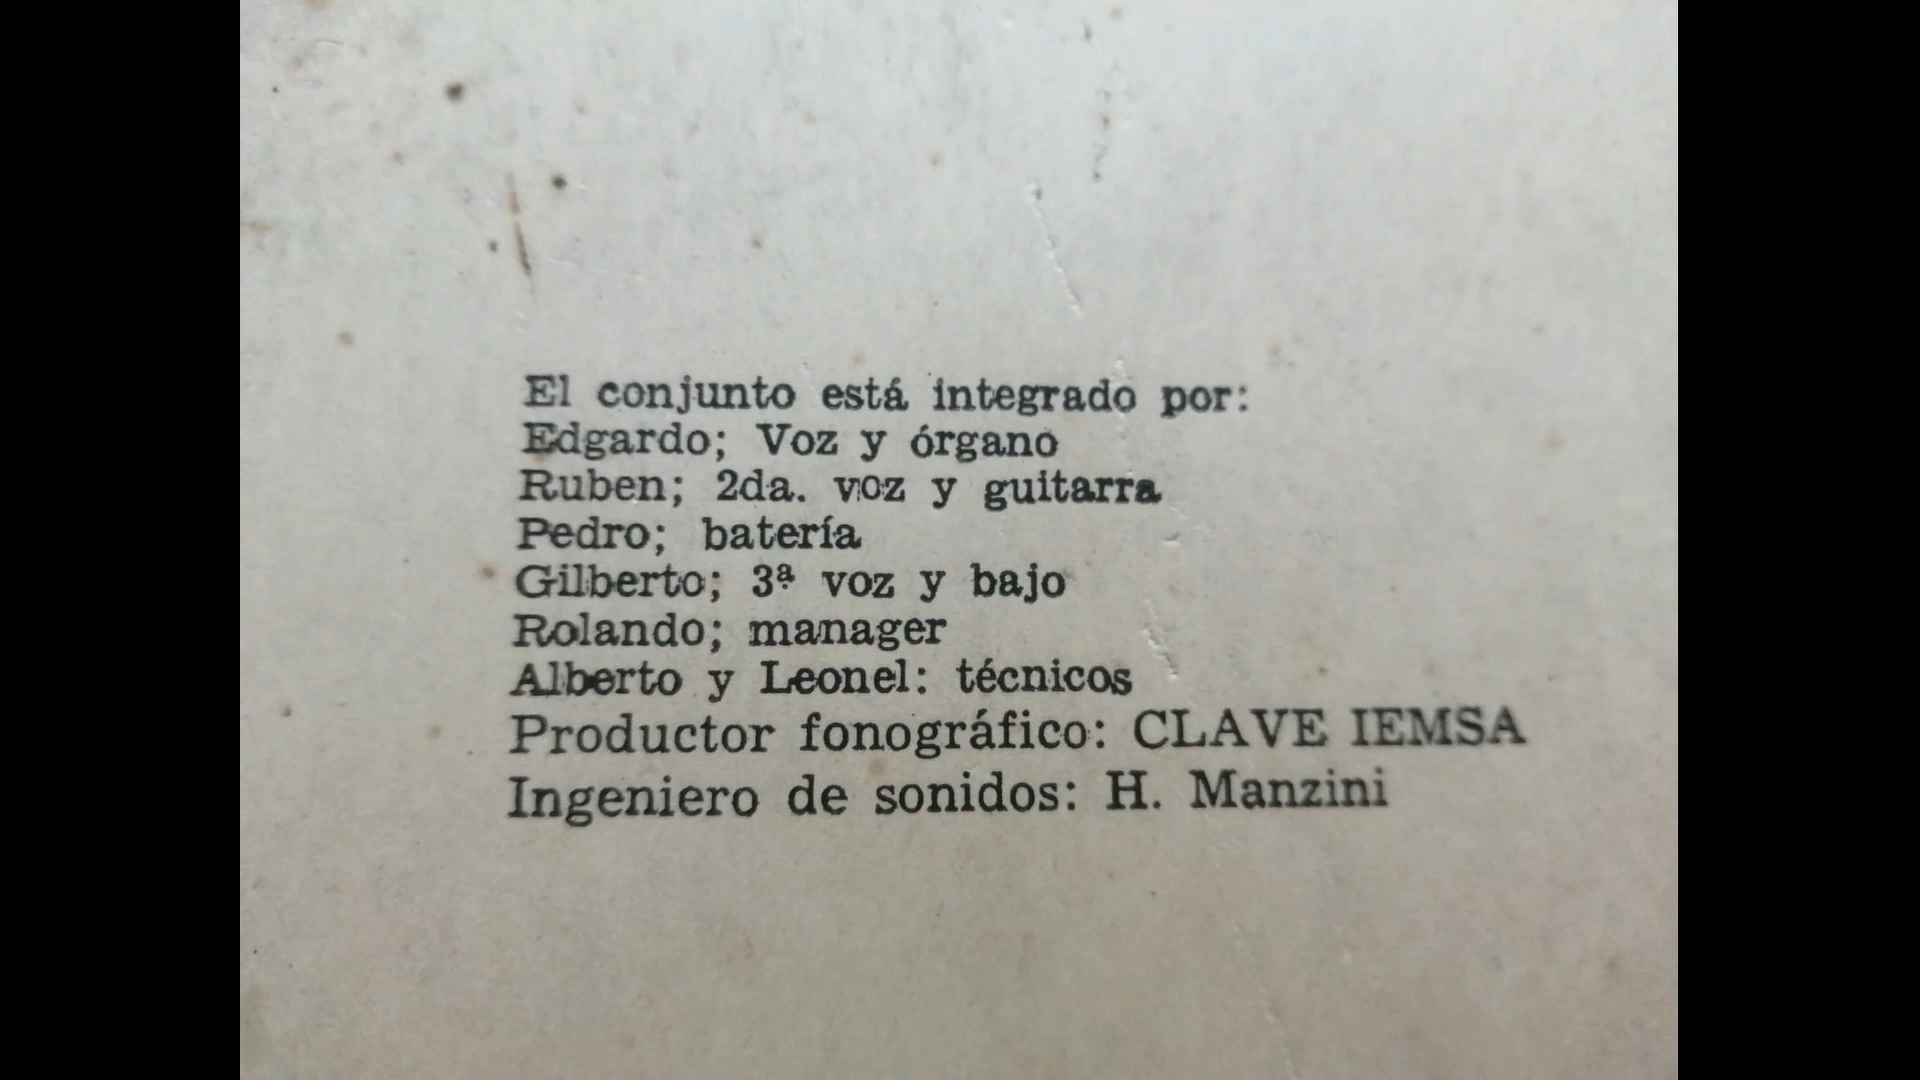 El conjunto está integrado por:
Edgardo; Voz y órgano
Ruben; 2da. voz y guitarra
Pedro; batería
Gilberto; 3ª voz y bajo
Rolando; manager
Alberto y Leonel: técnicos
Productor fonográfico: CLAVE IEMSA
Ingeniero de sonidos: H. Manzini